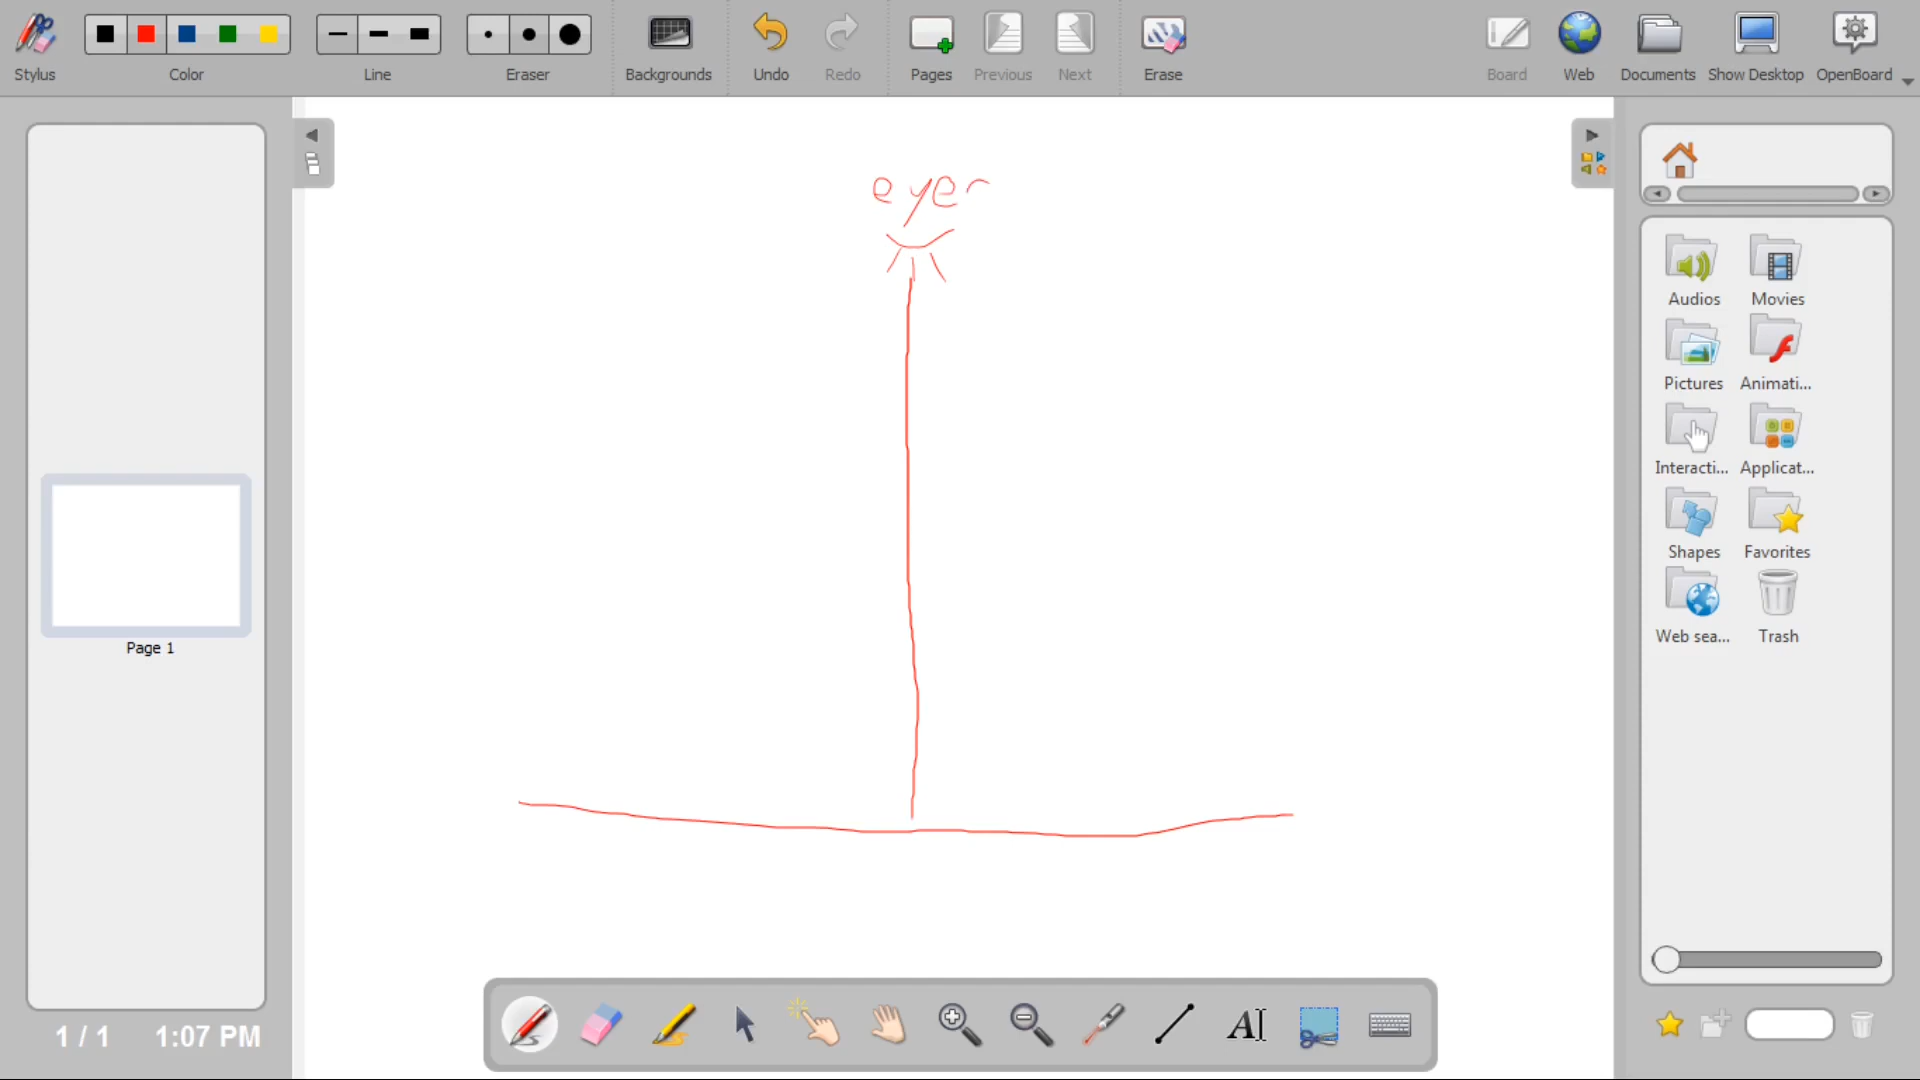 Stylus
Color
Line
Eraser
Backgrounds
Undo
Redo
Pages
Previous
Next
Erase
Board
Web
Documents
Show Desktop
OpenBoard
eyer
Audios
Movies
Pictures
Animati...
Interacti...
Applicat...
Shapes
Favorites
Web sea...
Trash
Page 1
1 / 1
1:07 PM
AI